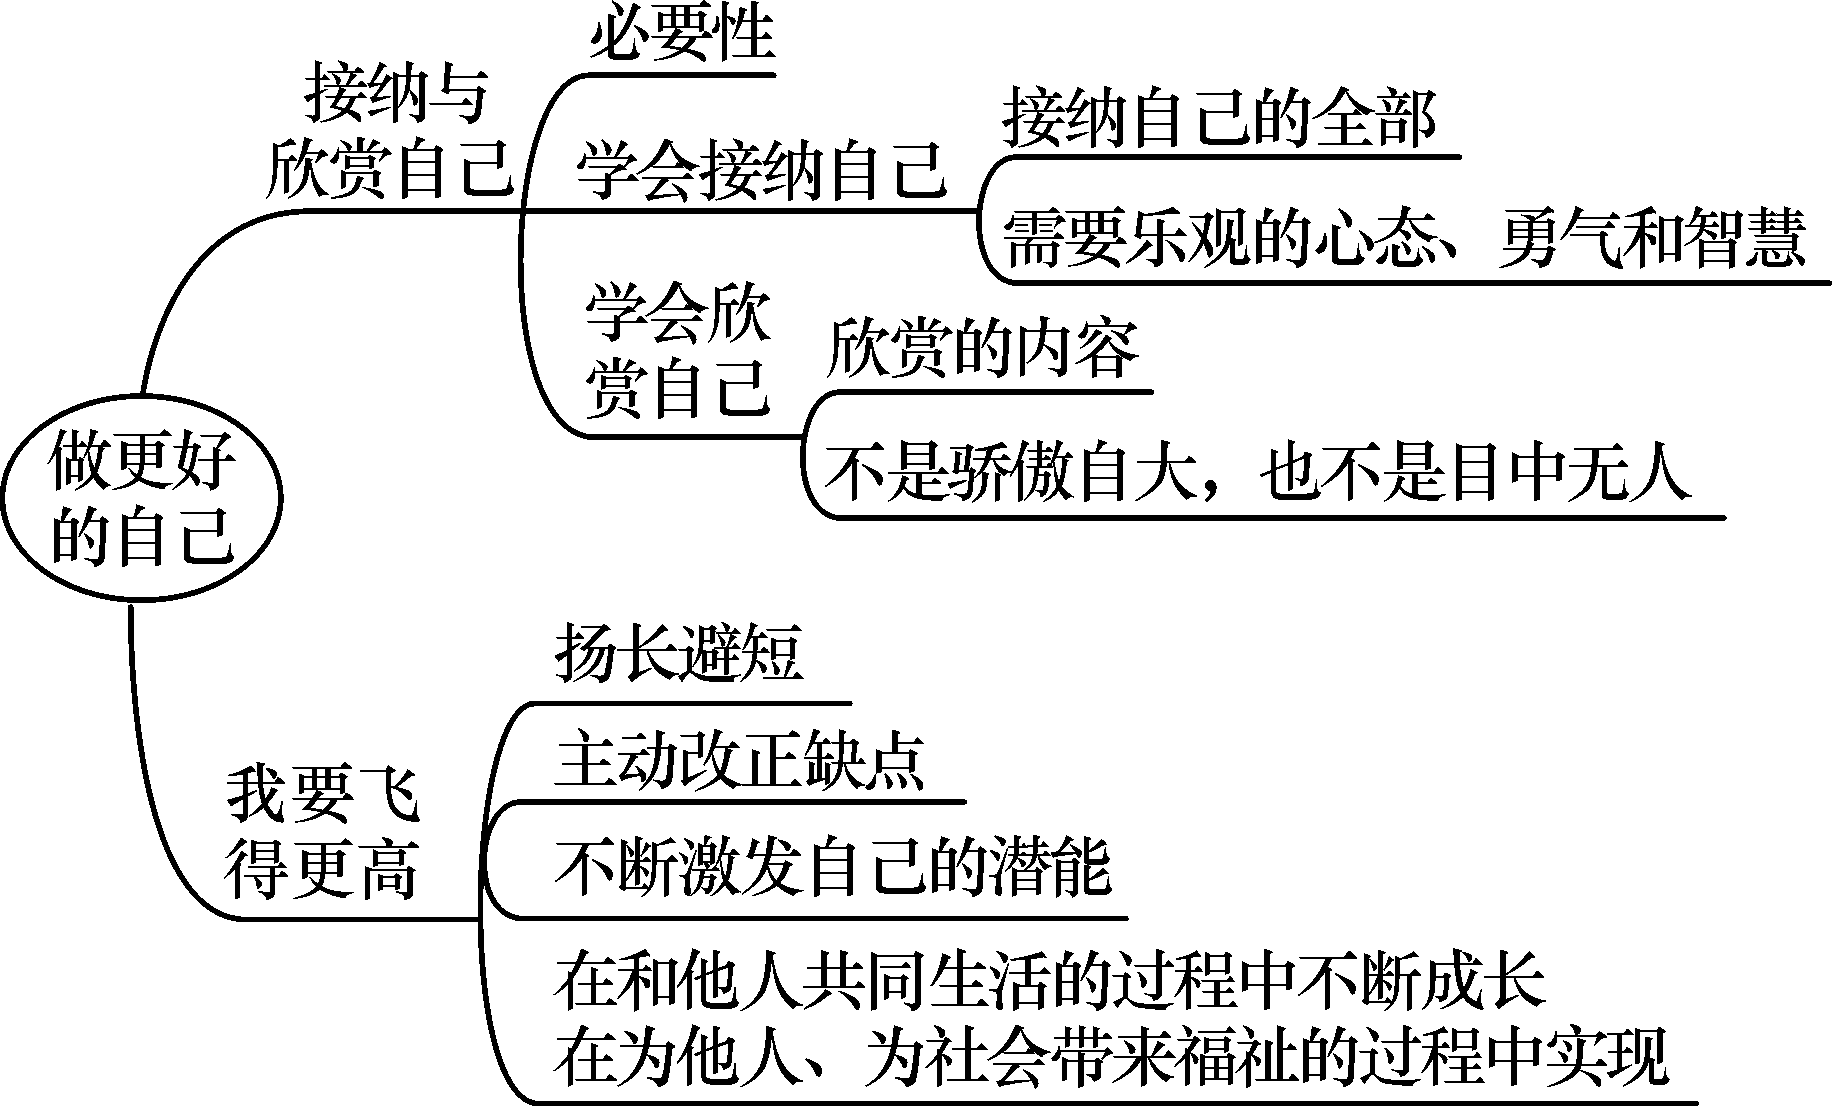 做更好
的自己
接纳与
欣赏自己
必要性
学会接纳自己
接纳自己的全部
需要乐观的心态、勇气和智慧
学会欣
赏自己
欣赏的内容
不是骄傲自大，也不是目中无人
我要飞
得更高
扬长避短
主动改正缺点
不断激发自己的潜能
在和他人共同生活的过程中不断成长
在为他人、为社会带来福祉的过程中实现